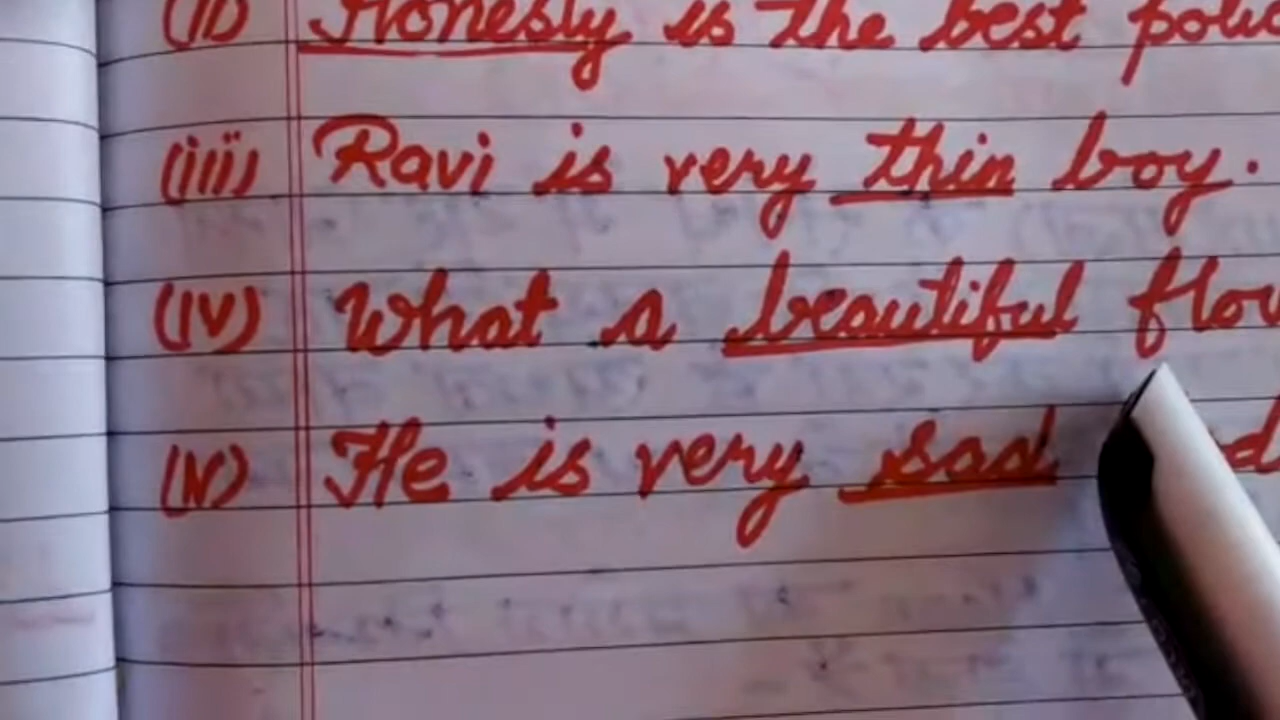 (ii) Honesty is the best
(iii) Ravi is very thin boy.
(iv) What a beautiful
(v) He is very sad